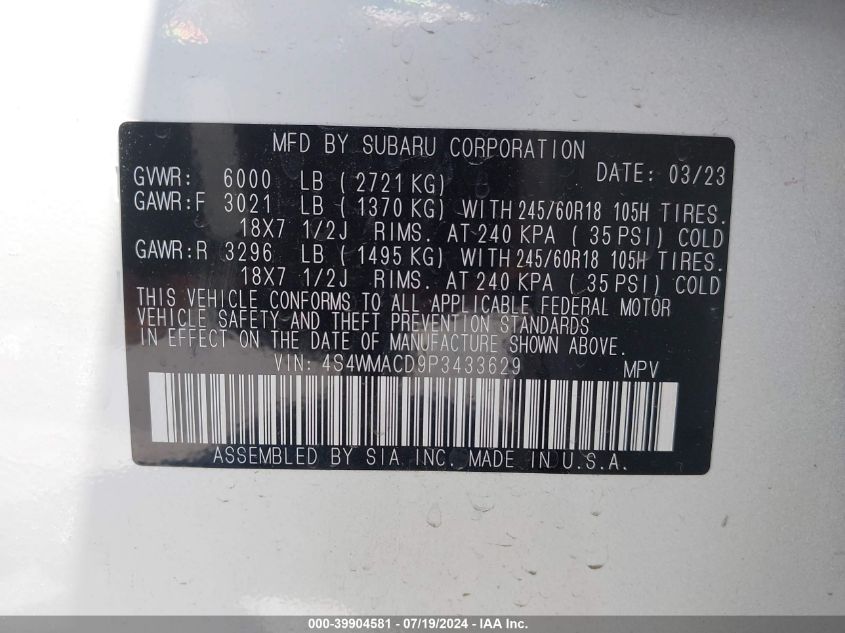 MFD BY SUBARU CORPORATION
DATE: 03/23
GVWR: 6000 LB ( 2721 KG)
GAWR:F 3021 LB ( 1370 KG) WITH 245/60R18 105H TIRES.
18X7 1/2J RIMS. AT 240 KPA ( 35 PSI) COLD
GAWR:R 3296 LB ( 1495 KG) WITH 245/60R18 105H TIRES.
18X7 1/2J RIMS. AT 240 KPA ( 35 PSI) COLD
THIS VEHICLE CONFORMS TO ALL APPLICABLE FEDERAL MOTOR
VEHICLE SAFETY AND THEFT PREVENTION STANDARDS
IN EFFECT ON THE DATE OF MANUFACTURE SHOWN ABOVE.
VIN: 4S4WMACD9P3433629 MPV
ASSEMBLED BY SIA INC. MADE IN U.S.A.
000-39904581 - 07/19/2024 - IAA Inc.